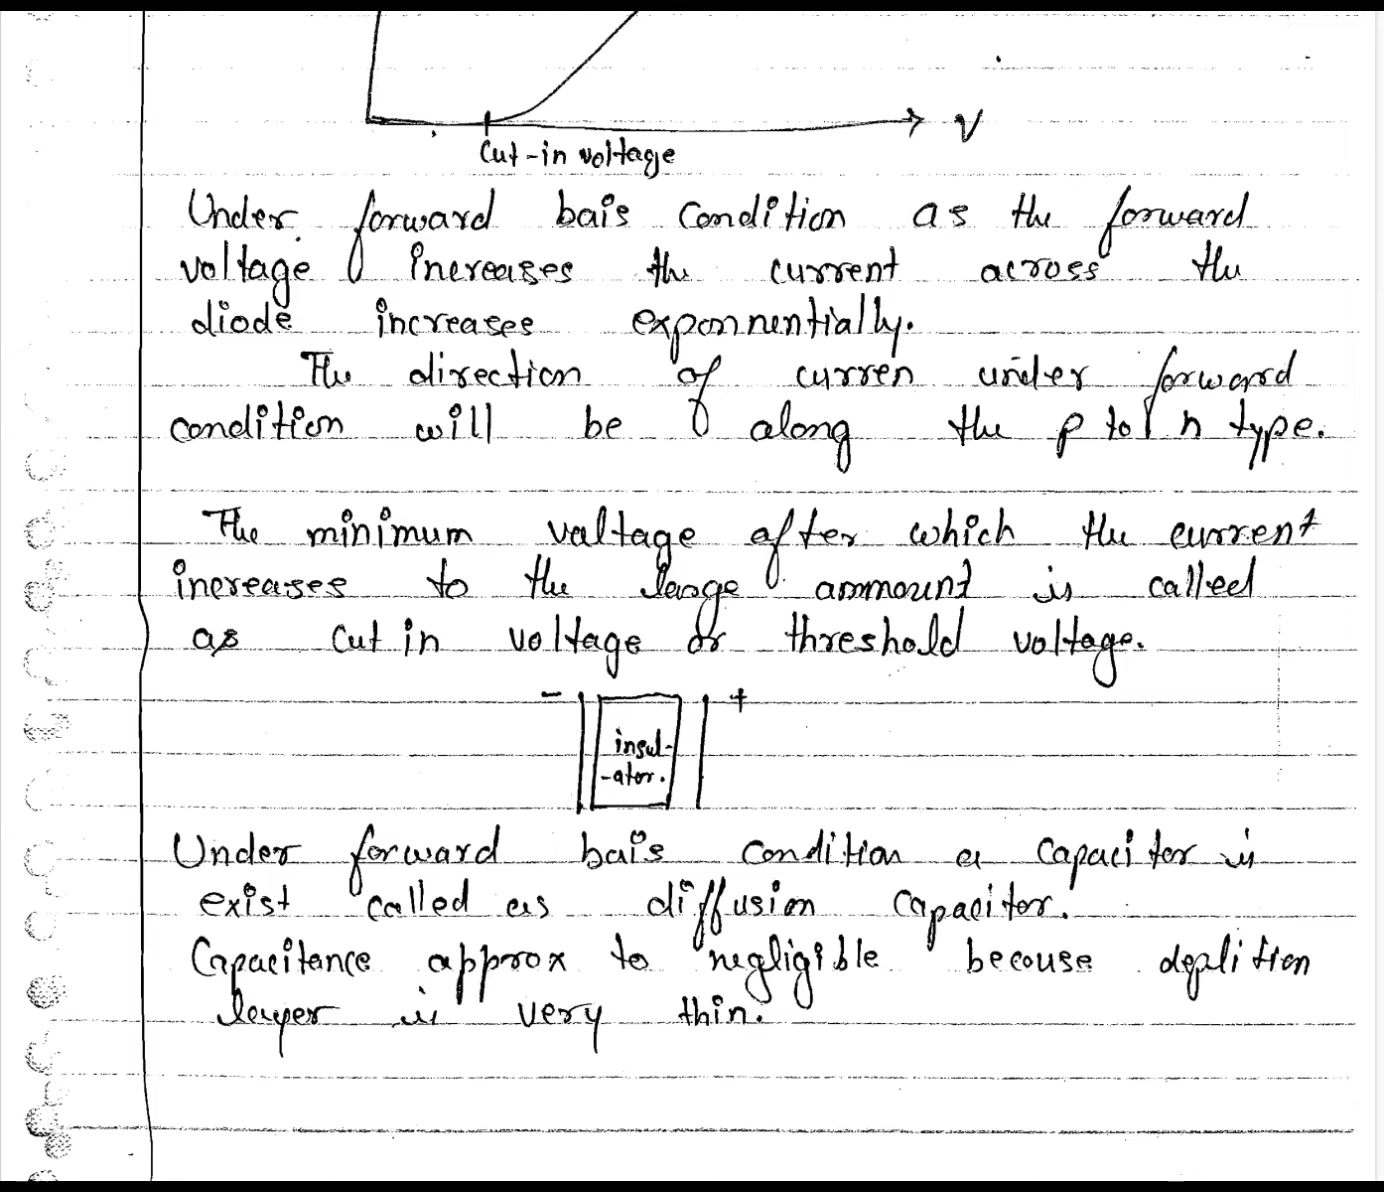 V
Cut-in voltage
Under forward bais condition as the forward
voltage increases the current across the
diode increases exponnentially.
The direction of curren under forward
condition will be along the p to n type.
The minimum valtage after which the current
increases to the large ammount is called
as cut in voltage or threshold voltage.
- +
insul-
-ator.
Under forward bais condition a capacitor is
exist called as diffusion capacitor.
Capacitance approx to negligible becouse deplition
layer is very thin.